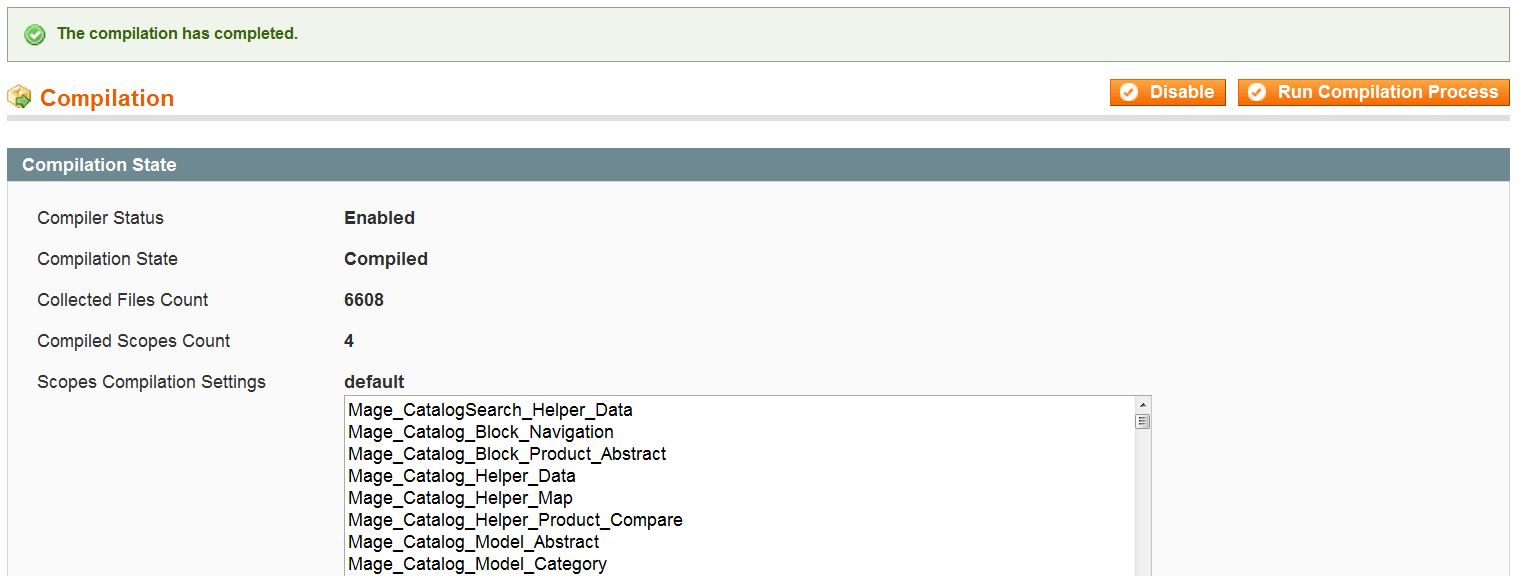 The compilation has completed.
Compilation
Disable
Run Compilation Process
Compilation State
Compiler Status Enabled
Compilation State Compiled
Collected Files Count 6608
Compiled Scopes Count 4
Scopes Compilation Settings default
Mage_CatalogSearch_Helper_Data
Mage_Catalog_Block_Navigation
Mage_Catalog_Block_Product_Abstract
Mage_Catalog_Helper_Data
Mage_Catalog_Helper_Map
Mage_Catalog_Helper_Product_Compare
Mage_Catalog_Model_Abstract
Mage_Catalog_Model_Category